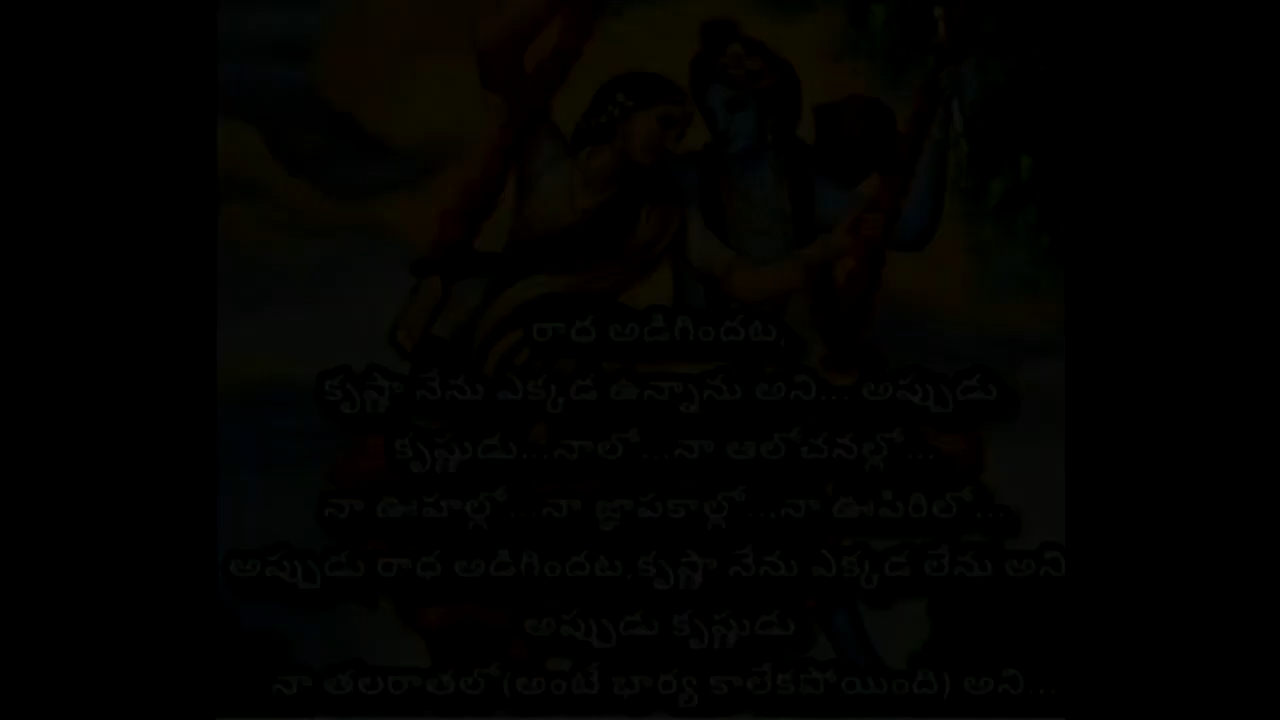 రాధ అడిగిందట,
కృష్ణా నేను ఎక్కడ ఉన్నాను అని... అప్పుడు
కృష్ణుడు...నాలో...నా ఆలోచనల్లో...
నా ఊహల్లో...నా జ్ఞాపకాల్లో...నా ఊపిరిలో...
అప్పుడు రాధ అడిగిందట,కృష్ణా నేను ఎక్కడ లేను అని
అప్పుడు కృష్ణుడు
నా తలరాతలో(అంటే భార్య కాలేకపోయింది) అని...